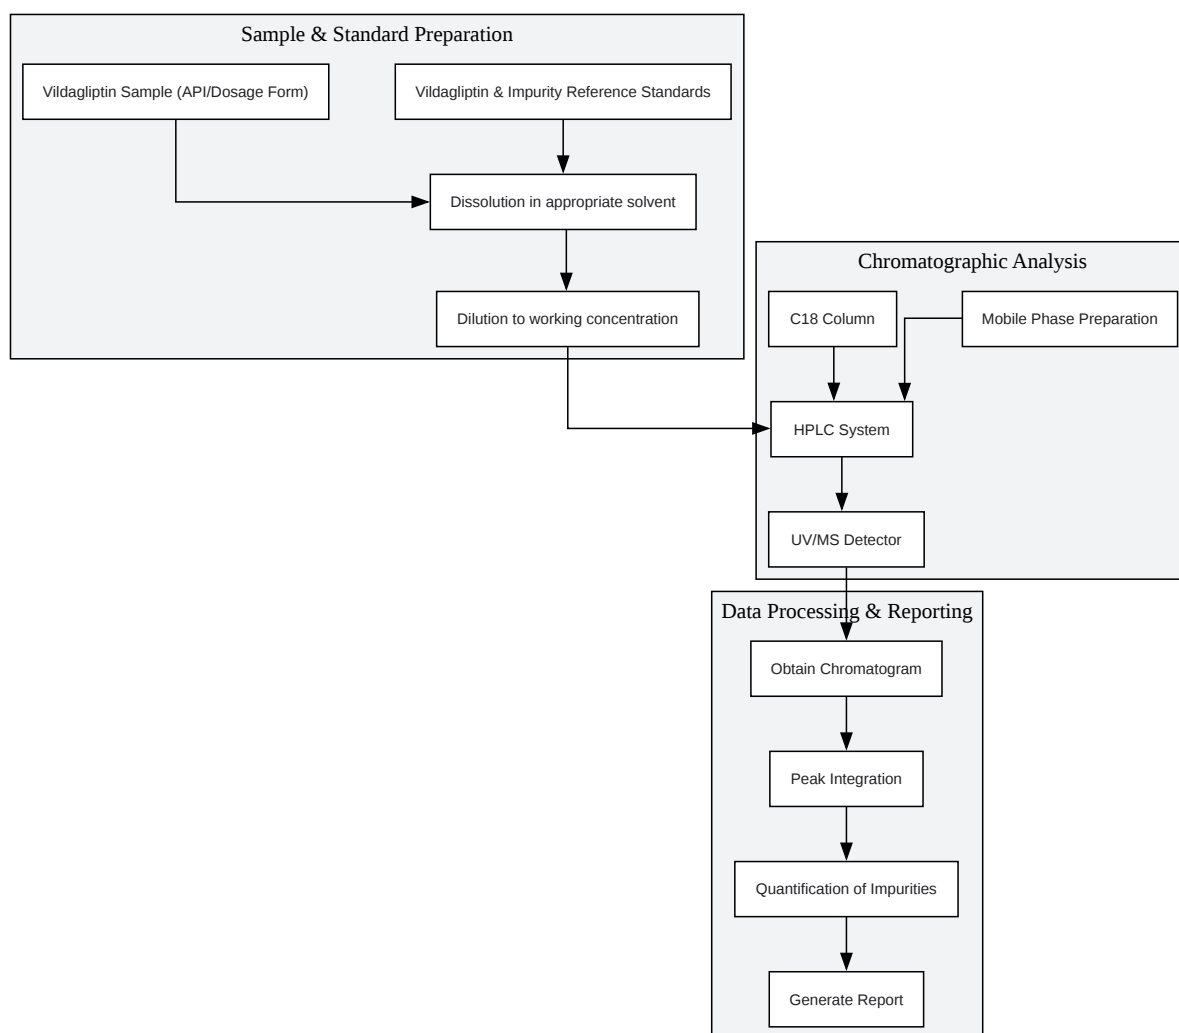 Sample & Standard Preparation
Vildagliptin Sample (API/Dosage Form)
Vildagliptin & Impurity Reference Standards
Dissolution in appropriate solvent
Dilution to working concentration
Chromatographic Analysis
C18 Column
Mobile Phase Preparation
HPLC System
UV/MS Detector
Data Processing & Reporting
Obtain Chromatogram
Peak Integration
Quantification of Impurities
Generate Report